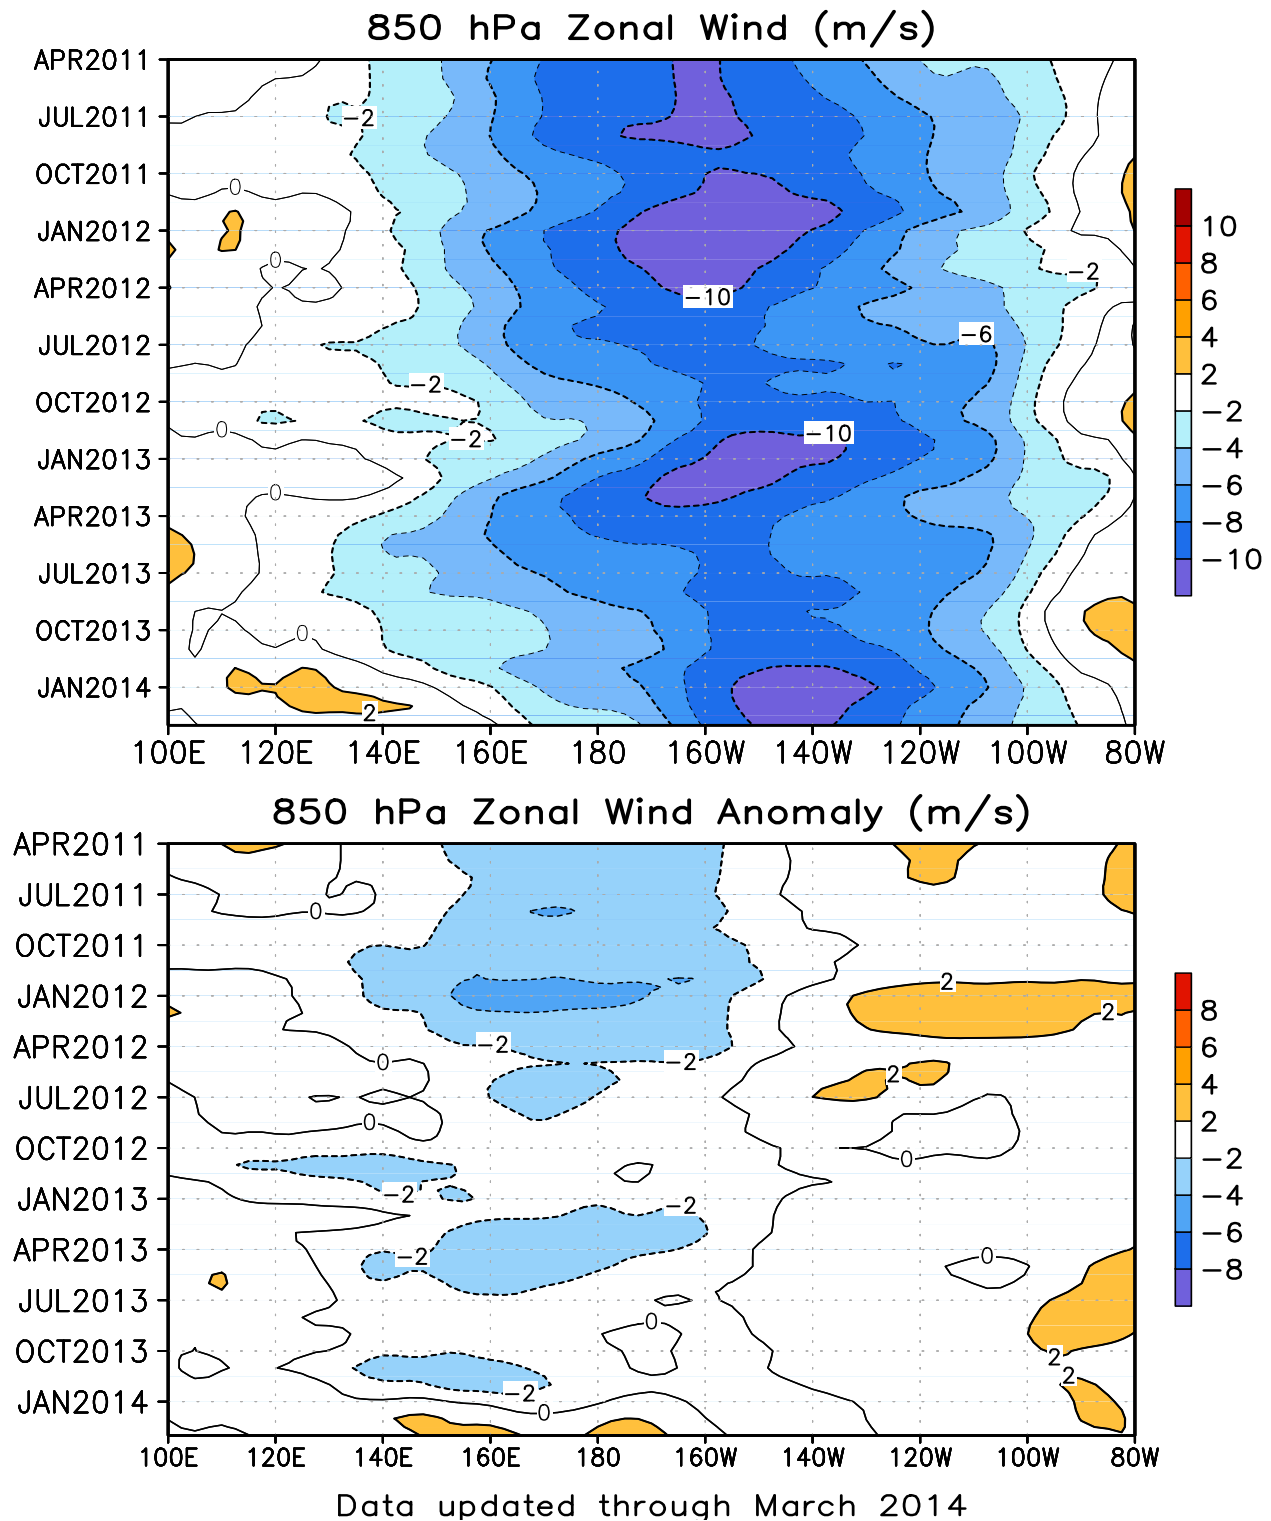 850 hPa Zonal Wind (m/s)
APR2011
JUL2011
OCT2011
JAN2012
APR2012
JUL2012
OCT2012
JAN2013
APR2013
JUL2013
OCT2013
JAN2014
-2
0
0
-2
-10
-6
-2
-2
0
-10
0
0
2
100E 120E 140E 160E 180 160W 140W 120W 100W 80W
10
8
6
4
2
-2
-4
-6
-8
-10
850 hPa Zonal Wind Anomaly (m/s)
APR2011
JUL2011
OCT2011
JAN2012
APR2012
JUL2012
OCT2012
JAN2013
APR2013
JUL2013
OCT2013
JAN2014
0
2
2
-2
-2
0
2
0
0
-2
-2
-2
0
0
2
2
-2
0
100E 120E 140E 160E 180 160W 140W 120W 100W 80W
8
6
4
2
-2
-4
-6
-8
Data updated through March 2014